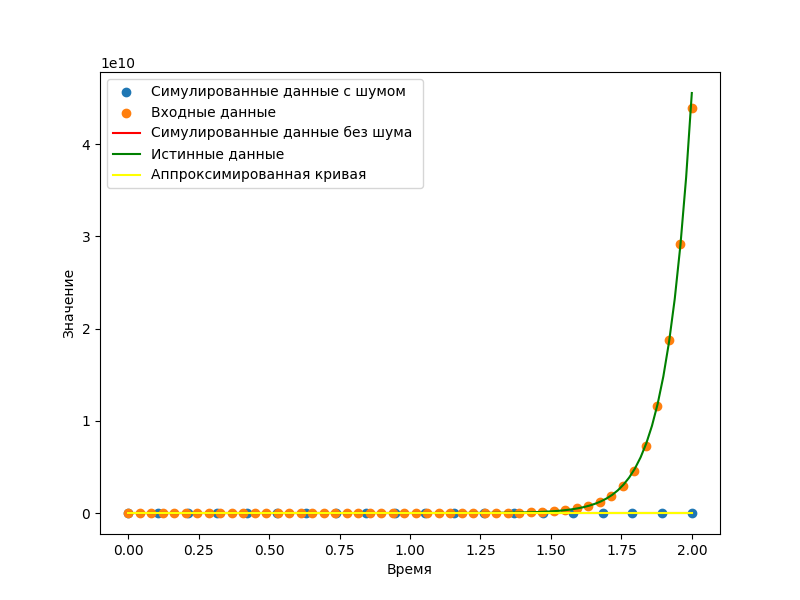 1e10
Симулированные данные с шумом
Входные данные
Симулированные данные без шума
Истинные данные
Аппроксимированная кривая
4
3
2
1
0
Значение
0.00 0.25 0.50 0.75 1.00 1.25 1.50 1.75 2.00
Время